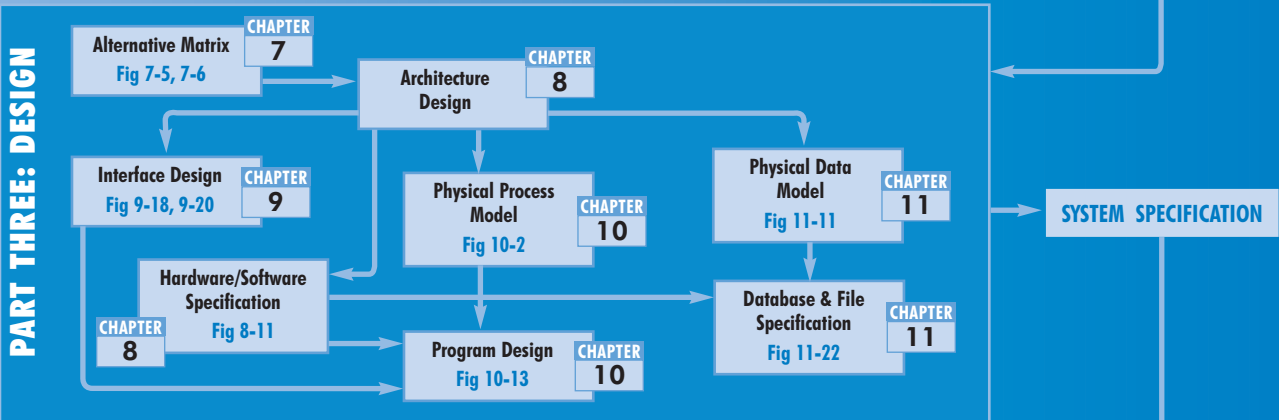 PART THREE: DESIGN
Alternative Matrix
Fig 7-5, 7-6
CHAPTER
7
Architecture
Design
CHAPTER
8
Interface Design
Fig 9-18, 9-20
CHAPTER
9
Physical Process
Model
Fig 10-2
CHAPTER
10
Physical Data
Model
Fig 11-11
CHAPTER
11
SYSTEM SPECIFICATION
Hardware/Software
Specification
Fig 8-11
CHAPTER
8
Program Design
Fig 10-13
CHAPTER
10
Database & File
Specification
Fig 11-22
CHAPTER
11